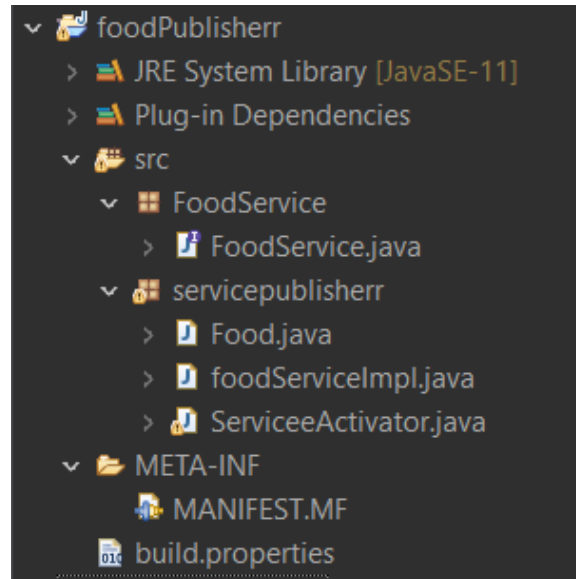 foodPublisherr
JRE System Library [JavaSE-11]
Plug-in Dependencies
src
FoodService
FoodService.java
servicepublisherr
Food.java
foodServiceImpl.java
ServiceeActivator.java
META-INF
MANIFEST.MF
build.properties